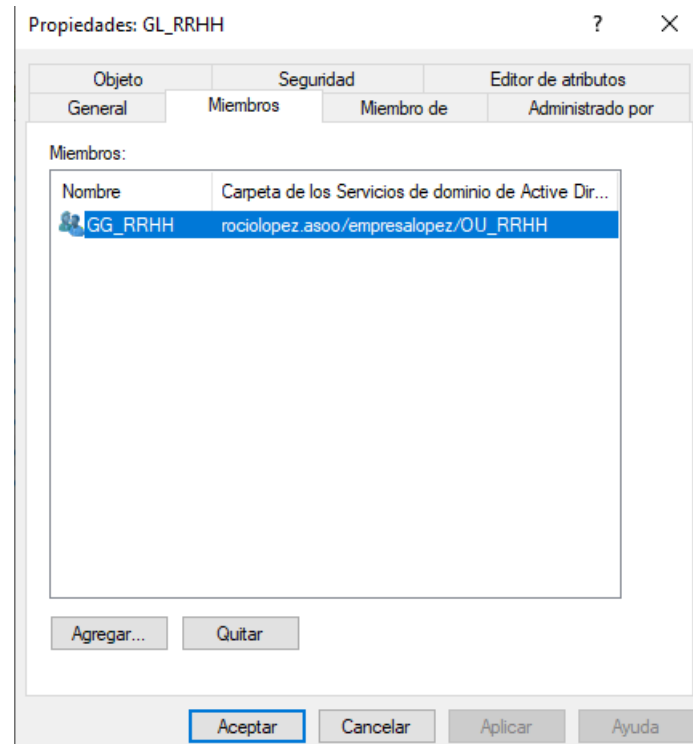 Propiedades: GL_RRHH ? ×
Objeto Seguridad Editor de atributos
General Miembros Miembro de Administrado por
Miembros:
Nombre Carpeta de los Servicios de dominio de Active Dir...
GG_RRHH rociolopez.asoo/empresalopez/OU_RRHH
Agregar... Quitar
Aceptar Cancelar Aplicar Ayuda